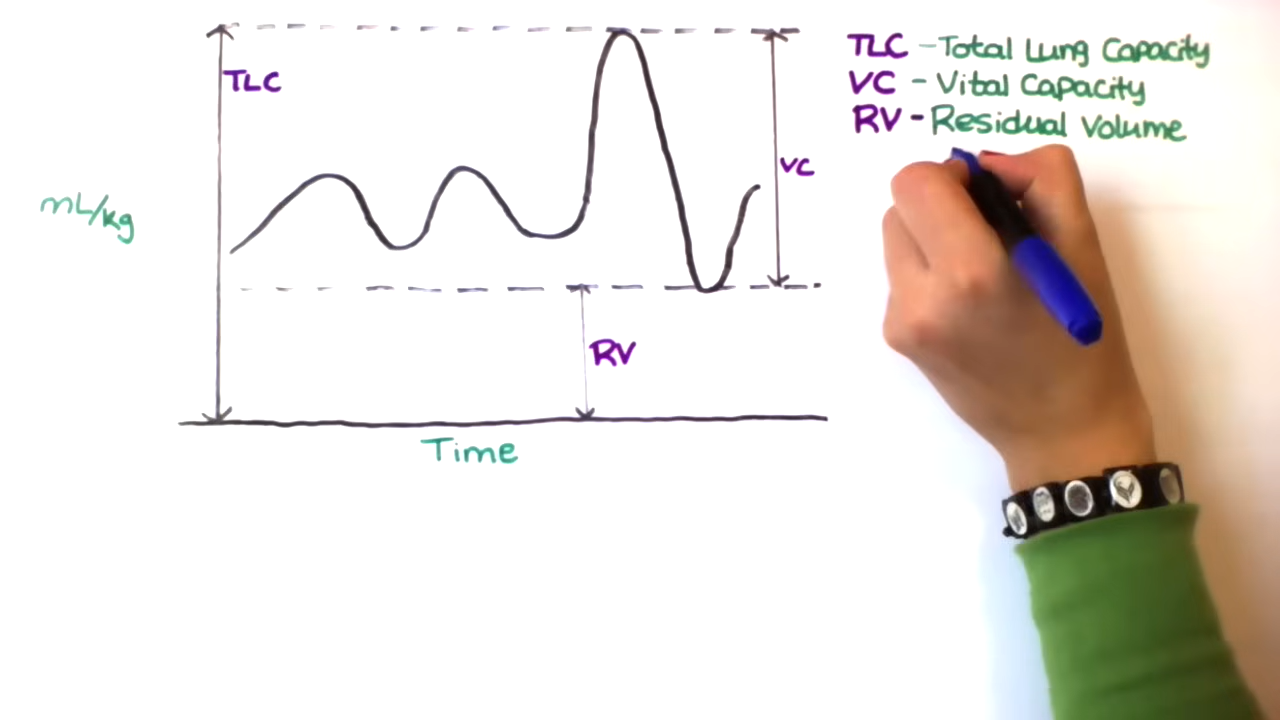 TLC
TLC - Total Lung Capacity
VC - Vital Capacity
RV - Residual Volume
VC
mL/kg
RV
Time